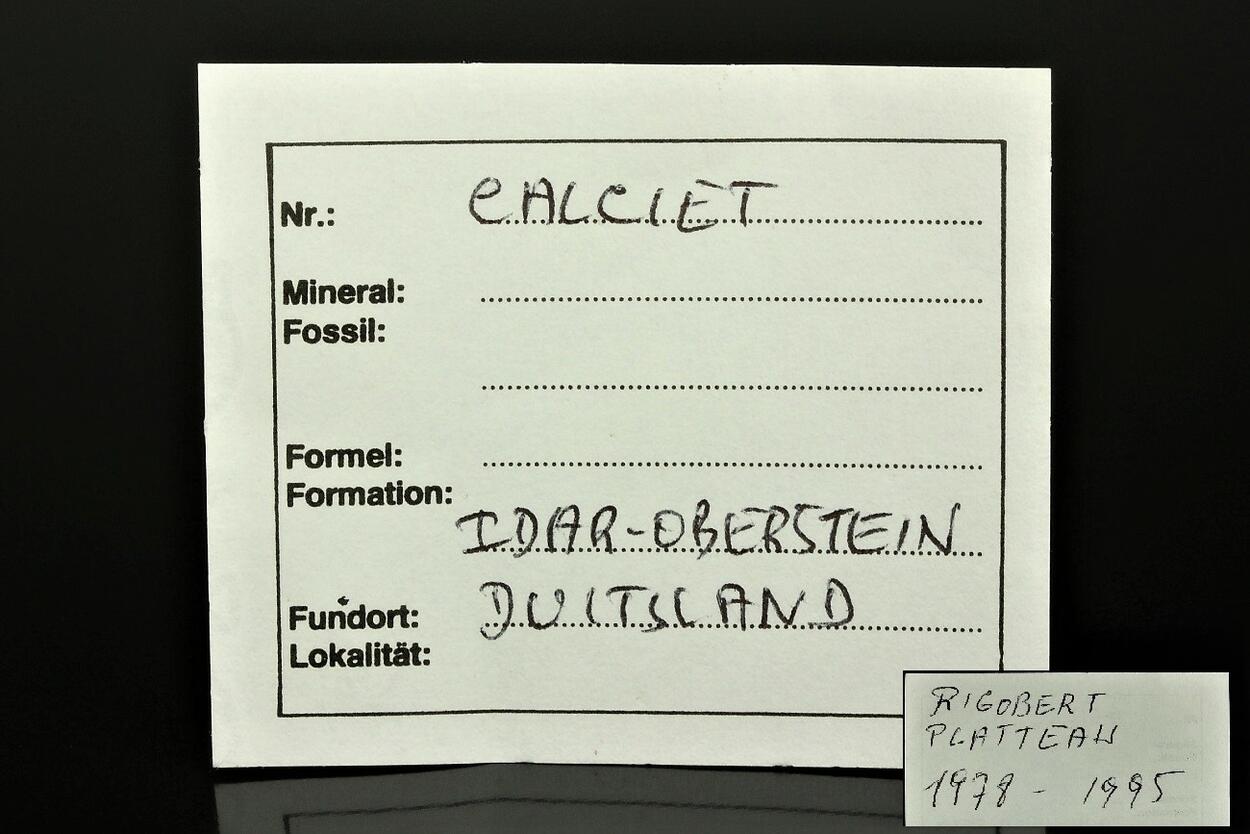 Nr.: CALCIET
Mineral:
Fossil:
Formel:
Formation:
IDAR-OBERSTEIN
Fundort: DUITSLAND
Lokalität:
RIGOBERT
PLATTEAU
1978 - 1995